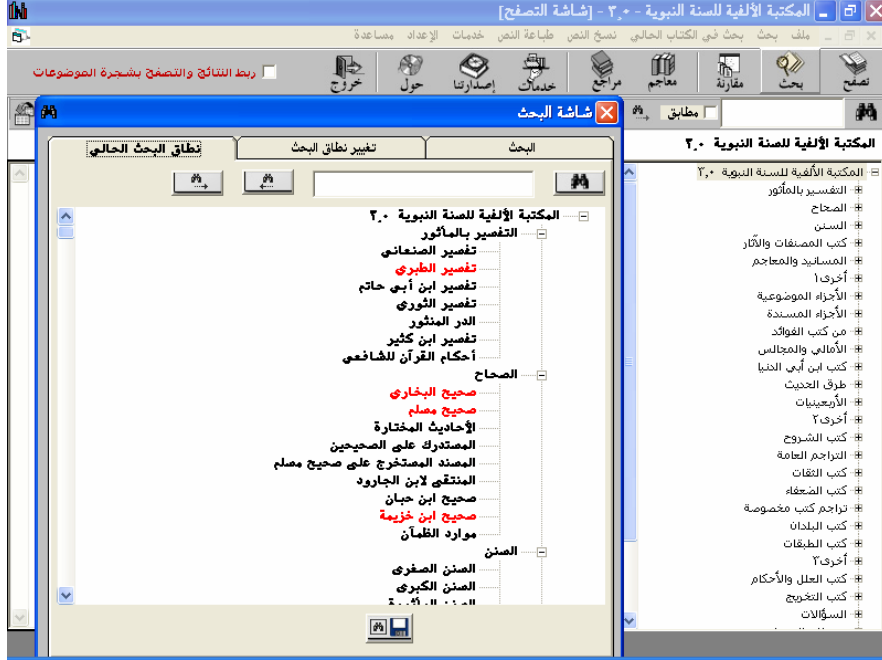 المكتبة الألفية للسنة النبوية - ٣٫٠ - [شاشة التصفح]
ملف بحث بحث في الكتاب الحالي نسخ النص طباعة النص خدمات الإعداد مساعدة
تصفح بحث مقارنة معاجم مراجع خدمات إصدارتنا حول خروج
ربط النتائج والتصفح بشجرة الموضوعات
مطابق
المكتبة الألفية للسنة النبوية ٣٫٠
المكتبة الألفية للسنة النبوية ٣٫٠
التفسير بالمأثور
الصحاح
السنن
كتب المصنفات والآثار
المسانيد والمعاجم
أخرى١
الأجزاء الموضوعية
الأجزاء المسندة
من كتب الفوائد
الأمالي والمجالس
كتب ابن أبي الدنيا
طرق الحديث
الأربعينيات
أخرى٢
كتب الشروح
التراجم العامة
كتب الثقات
كتب الضعفاء
تراجم كتب مخصوصة
كتب البلدان
كتب الطبقات
أخرى٣
كتب العلل والأحكام
كتب التخريج
السؤالات
شاشة البحث
البحث تغيير نطاق البحث نطاق البحث الحالي
المكتبة الألفية للسنة النبوية ٣٫٠
التفسير بالمأثور
تفسير الصنعاني
تفسير الطبري
تفسير ابن أبي حاتم
تفسير الثوري
الدر المنثور
تفسير ابن كثير
أحكام القرآن للشافعي
الصحاح
صحيح البخاري
صحيح مسلم
الأحاديث المختارة
المستدرك على الصحيحين
المسند المستخرج على صحيح مسلم
المنتقى لابن الجارود
صحيح ابن حبان
صحيح ابن خزيمة
موارد الظمآن
السنن
السنن الصغرى
السنن الكبرى
السنن المأثورة